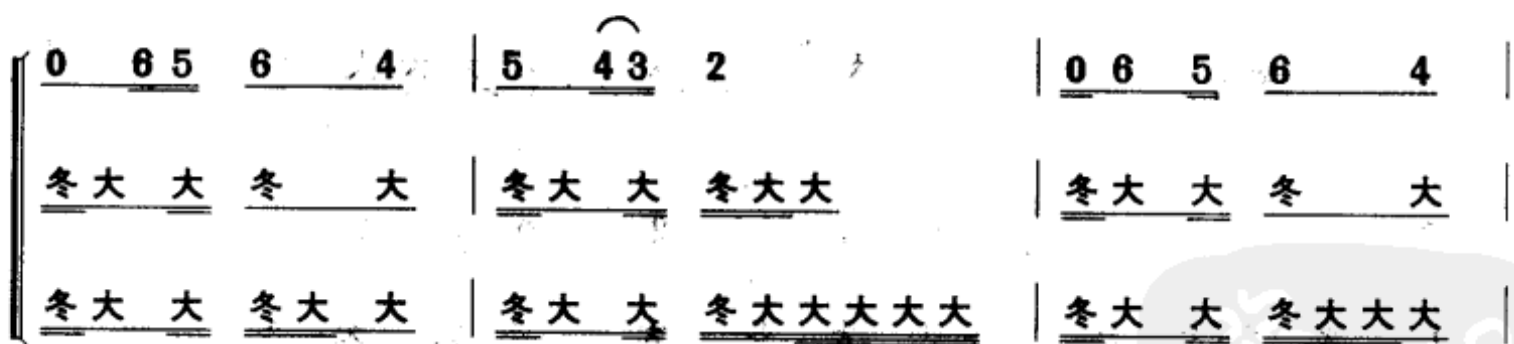 0 6 5 6 4 | 5 4 3 2 | 0 6 5 6 4 |
冬 大 大 冬 大 | 冬 大 大 冬 大 大 | 冬 大 大 冬 大 |
冬 大 大 冬 大 大 | 冬 大 大 冬 大 大 大 大 大 | 冬 大 大 冬 大 大 大 |